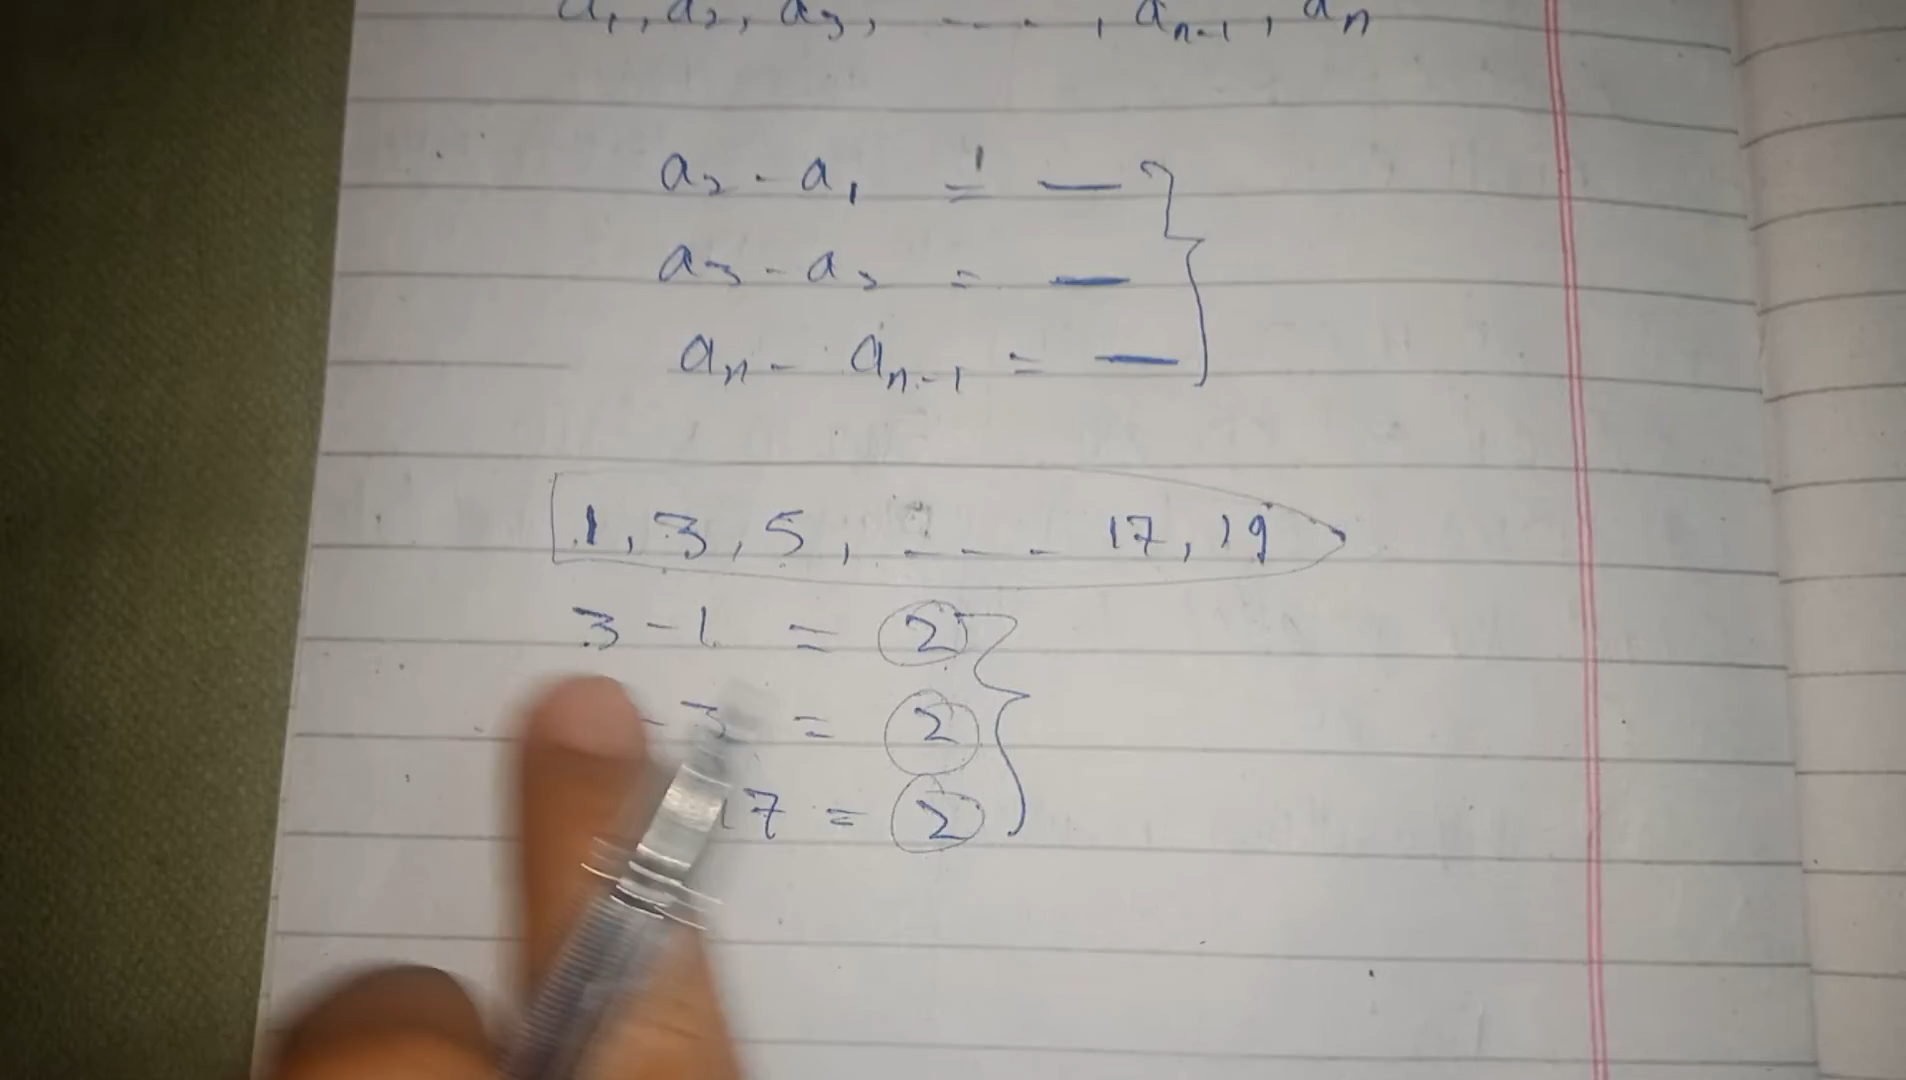 a₁, a₂, a₃, ----, aₙ₋₁, aₙ
a₂ - a₁ = —
a₃ - a₂ = —
aₙ - aₙ₋₁ = —
1, 3, 5, ---- 17, 19
3 - 1 = 2
- 3 = 2
17 = 2